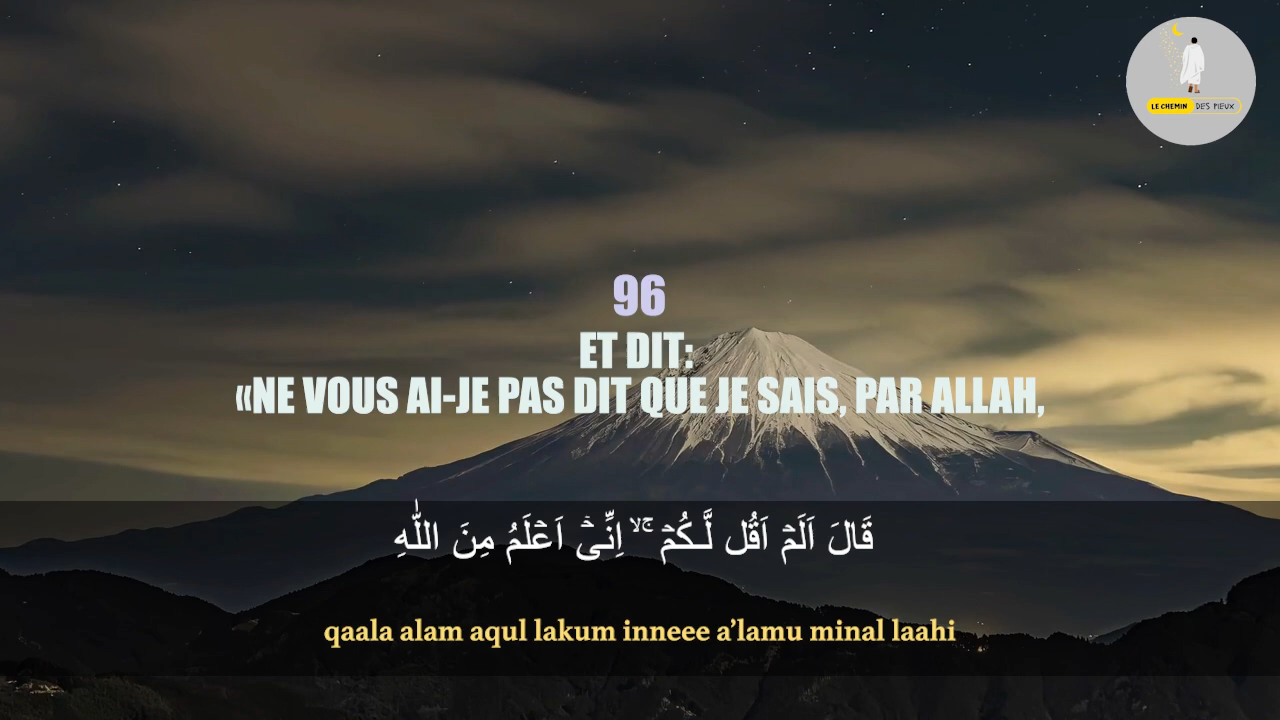 LE CHEMIN DES PIEUX
96
ET DIT:
«NE VOUS AI-JE PAS DIT QUE JE SAIS, PAR ALLAH,
قَالَ اَلَمْ اَقُل لَّـكُمْ ۚۙ اِنِّىْۤ اَعْلَمُ مِنَ اللّٰهِ
qaala alam aqul lakum inneee a’lamu minal laahi